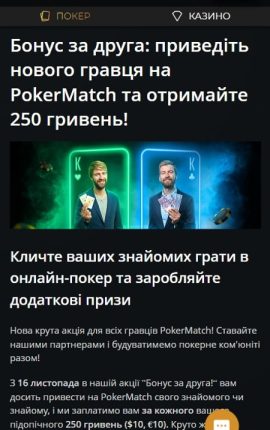 ПОКЕР КАЗИНО
Бонус за друга: приведіть
нового гравця на
PokerMatch та отримайте
250 гривень!
K K
Кличте ваших знайомих грати в
онлайн-покер та заробляйте
додаткові призи
Нова крута акція для всіх гравців PokerMatch! Ставайте
нашими партнерами і будуватимемо покерне ком'юніті
разом!
З 16 листопада в нашій акції "Бонус за друга!“ вам
досить привести на PokerMatch свого знайомого чи
знайому, і ми заплатимо вам за кожного
підопічного 250 гривень ($10, €10). Круто